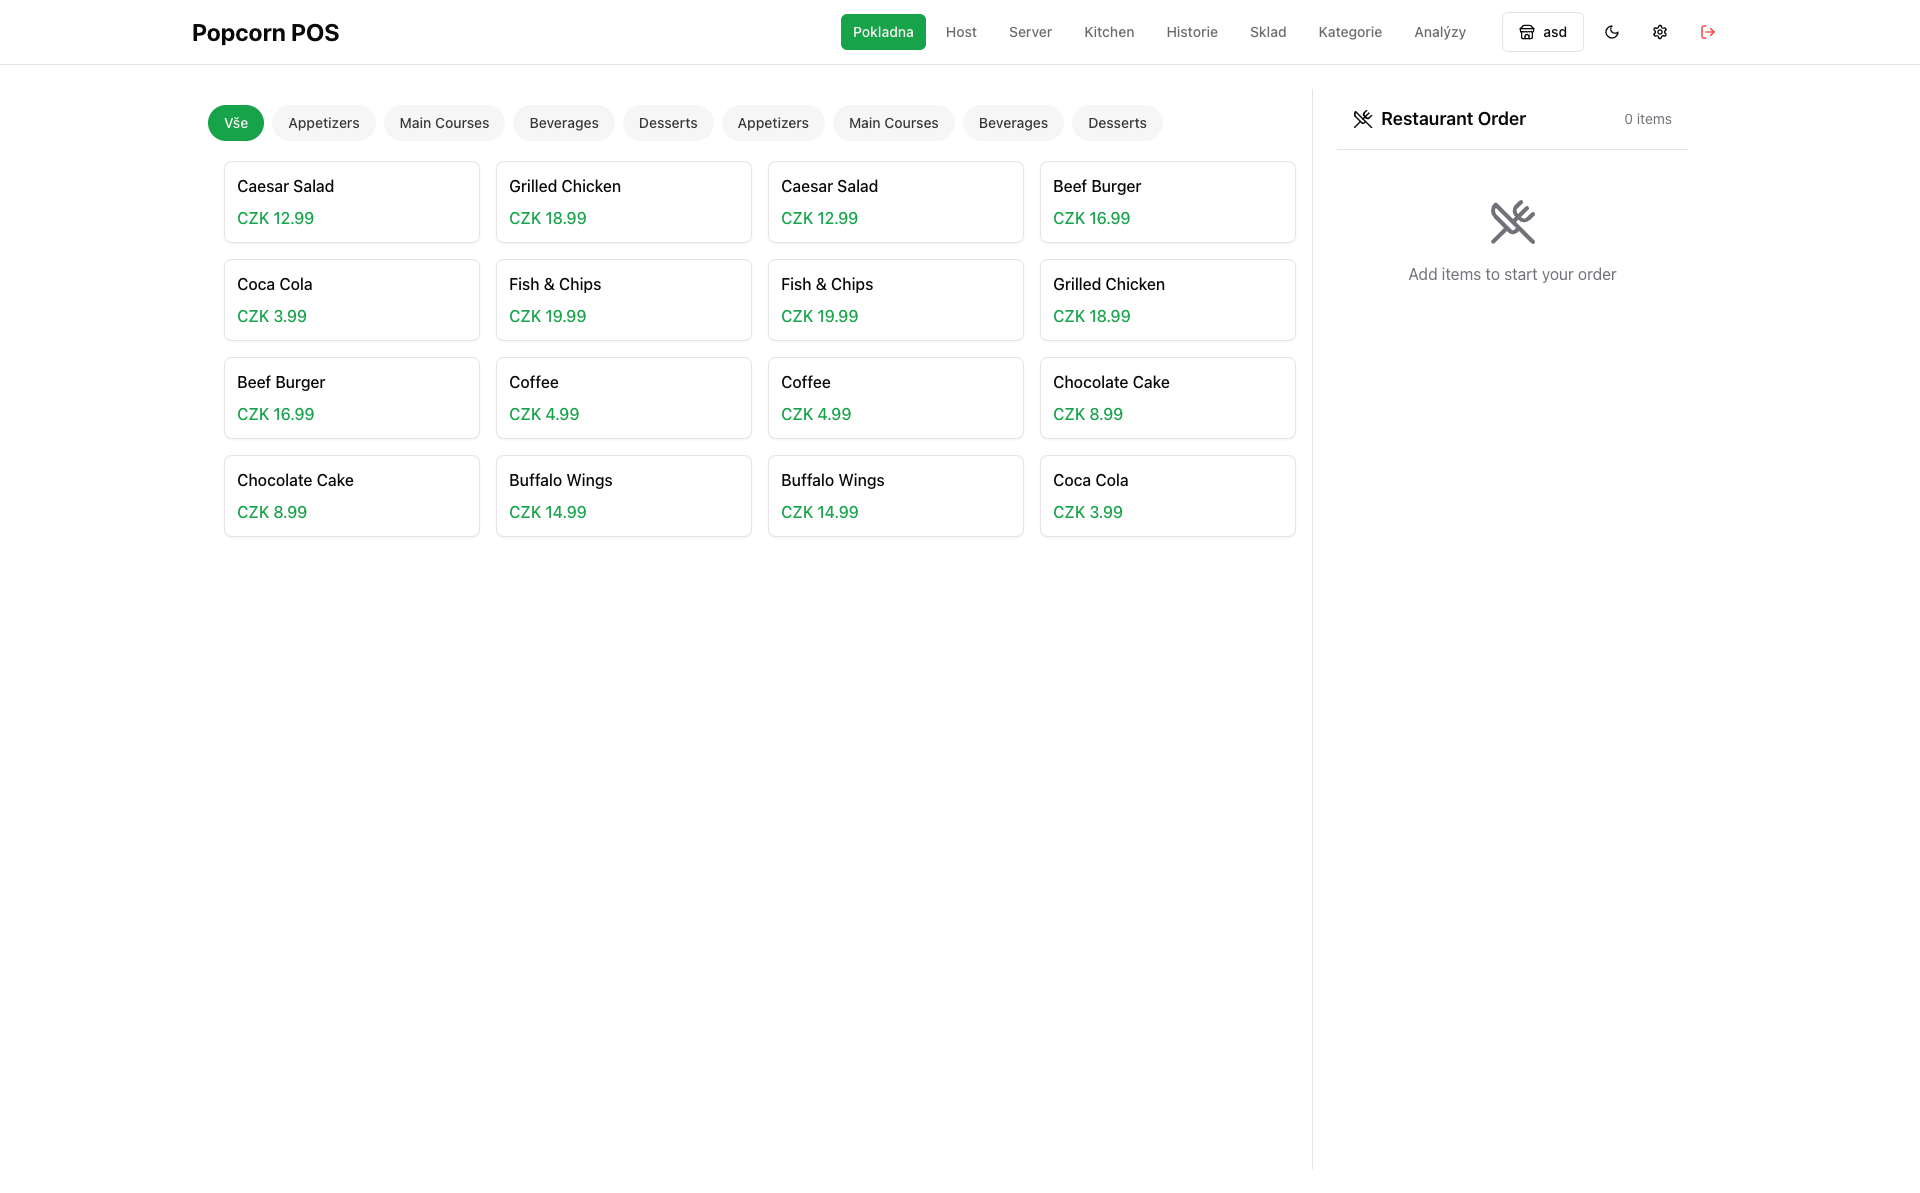 Popcorn POS
Pokladna Host Server Kitchen Historie Sklad Kategorie Analýzy asd
Vše Appetizers Main Courses Beverages Desserts Appetizers Main Courses Beverages Desserts
Caesar Salad
CZK 12.99
Grilled Chicken
CZK 18.99
Caesar Salad
CZK 12.99
Beef Burger
CZK 16.99
Coca Cola
CZK 3.99
Fish & Chips
CZK 19.99
Fish & Chips
CZK 19.99
Grilled Chicken
CZK 18.99
Beef Burger
CZK 16.99
Coffee
CZK 4.99
Coffee
CZK 4.99
Chocolate Cake
CZK 8.99
Chocolate Cake
CZK 8.99
Buffalo Wings
CZK 14.99
Buffalo Wings
CZK 14.99
Coca Cola
CZK 3.99
Restaurant Order
0 items
Add items to start your order